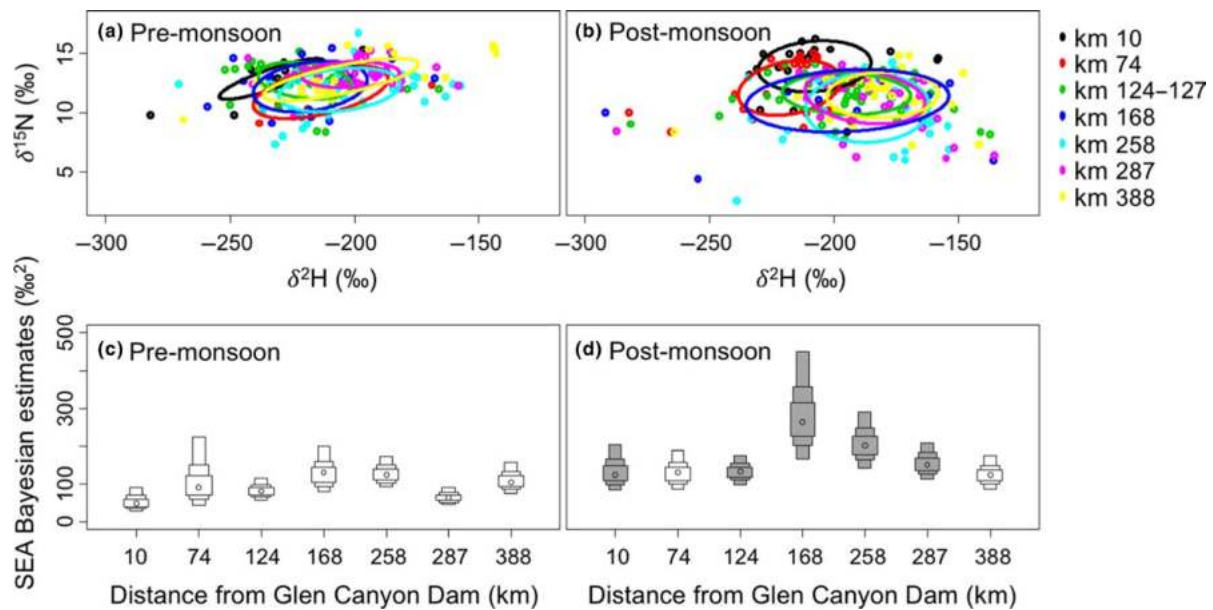 (a) Pre-monsoon
(b) Post-monsoon
km 10
km 74
km 124–127
km 168
km 258
km 287
km 388
δ¹⁵N (‰)
15
10
5
–300 –250 –200 –150
–300 –250 –200 –150
δ²H (‰)
δ²H (‰)
SEA Bayesian estimates (‰²)
(c) Pre-monsoon
(d) Post-monsoon
500
300
100
0
10 74 124 168 258 287 388
10 74 124 168 258 287 388
Distance from Glen Canyon Dam (km)
Distance from Glen Canyon Dam (km)